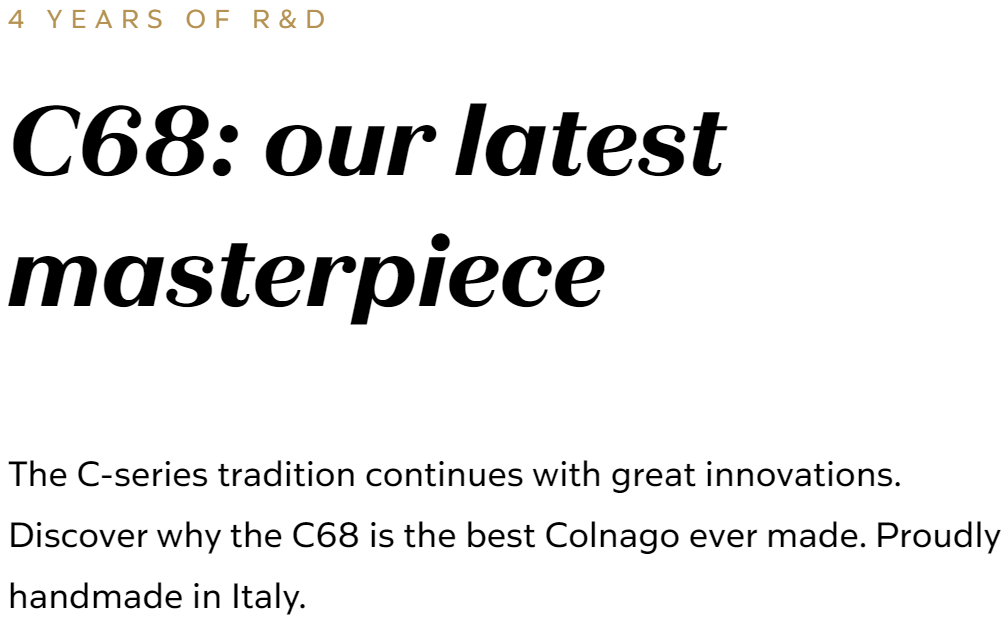 4 YEARS OF R&D
C68: our latest
masterpiece
The C-series tradition continues with great innovations.
Discover why the C68 is the best Colnago ever made. Proudly
handmade in Italy.